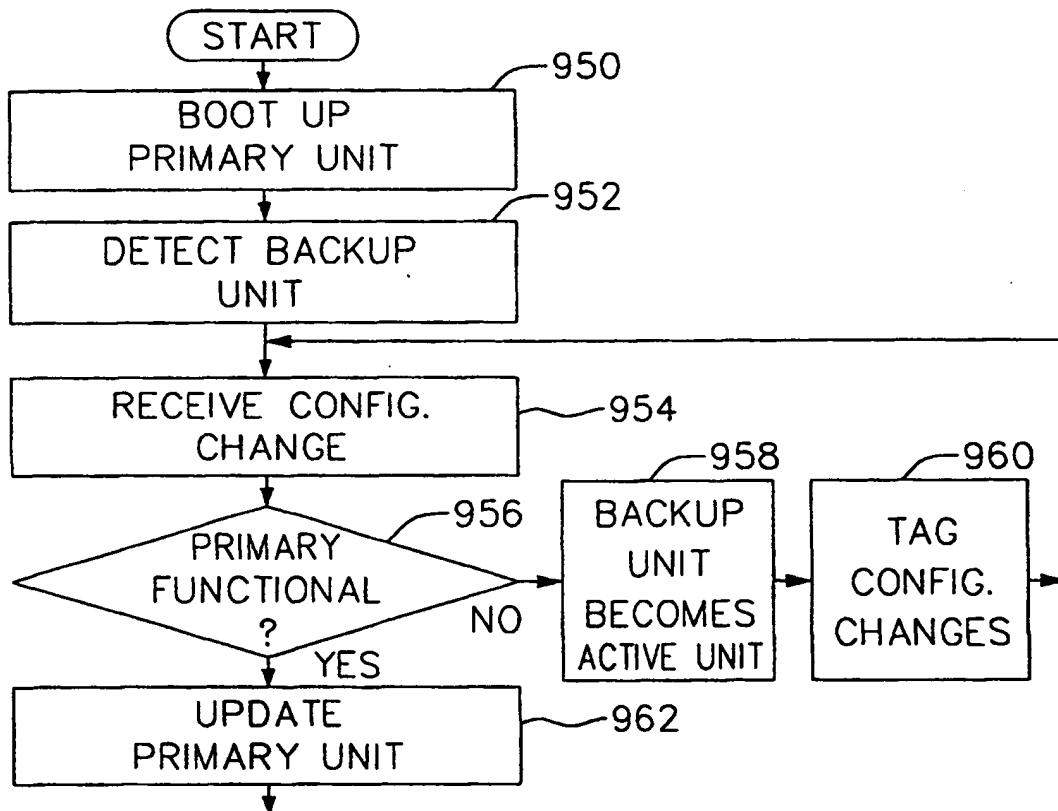 START
950
BOOT UP
PRIMARY UNIT
952
DETECT BACKUP
UNIT
RECEIVE CONFIG.
CHANGE
954
956
PRIMARY
FUNCTIONAL
?
NO
YES
958
BACKUP
UNIT
BECOMES
ACTIVE UNIT
960
TAG
CONFIG.
CHANGES
UPDATE
PRIMARY UNIT
962